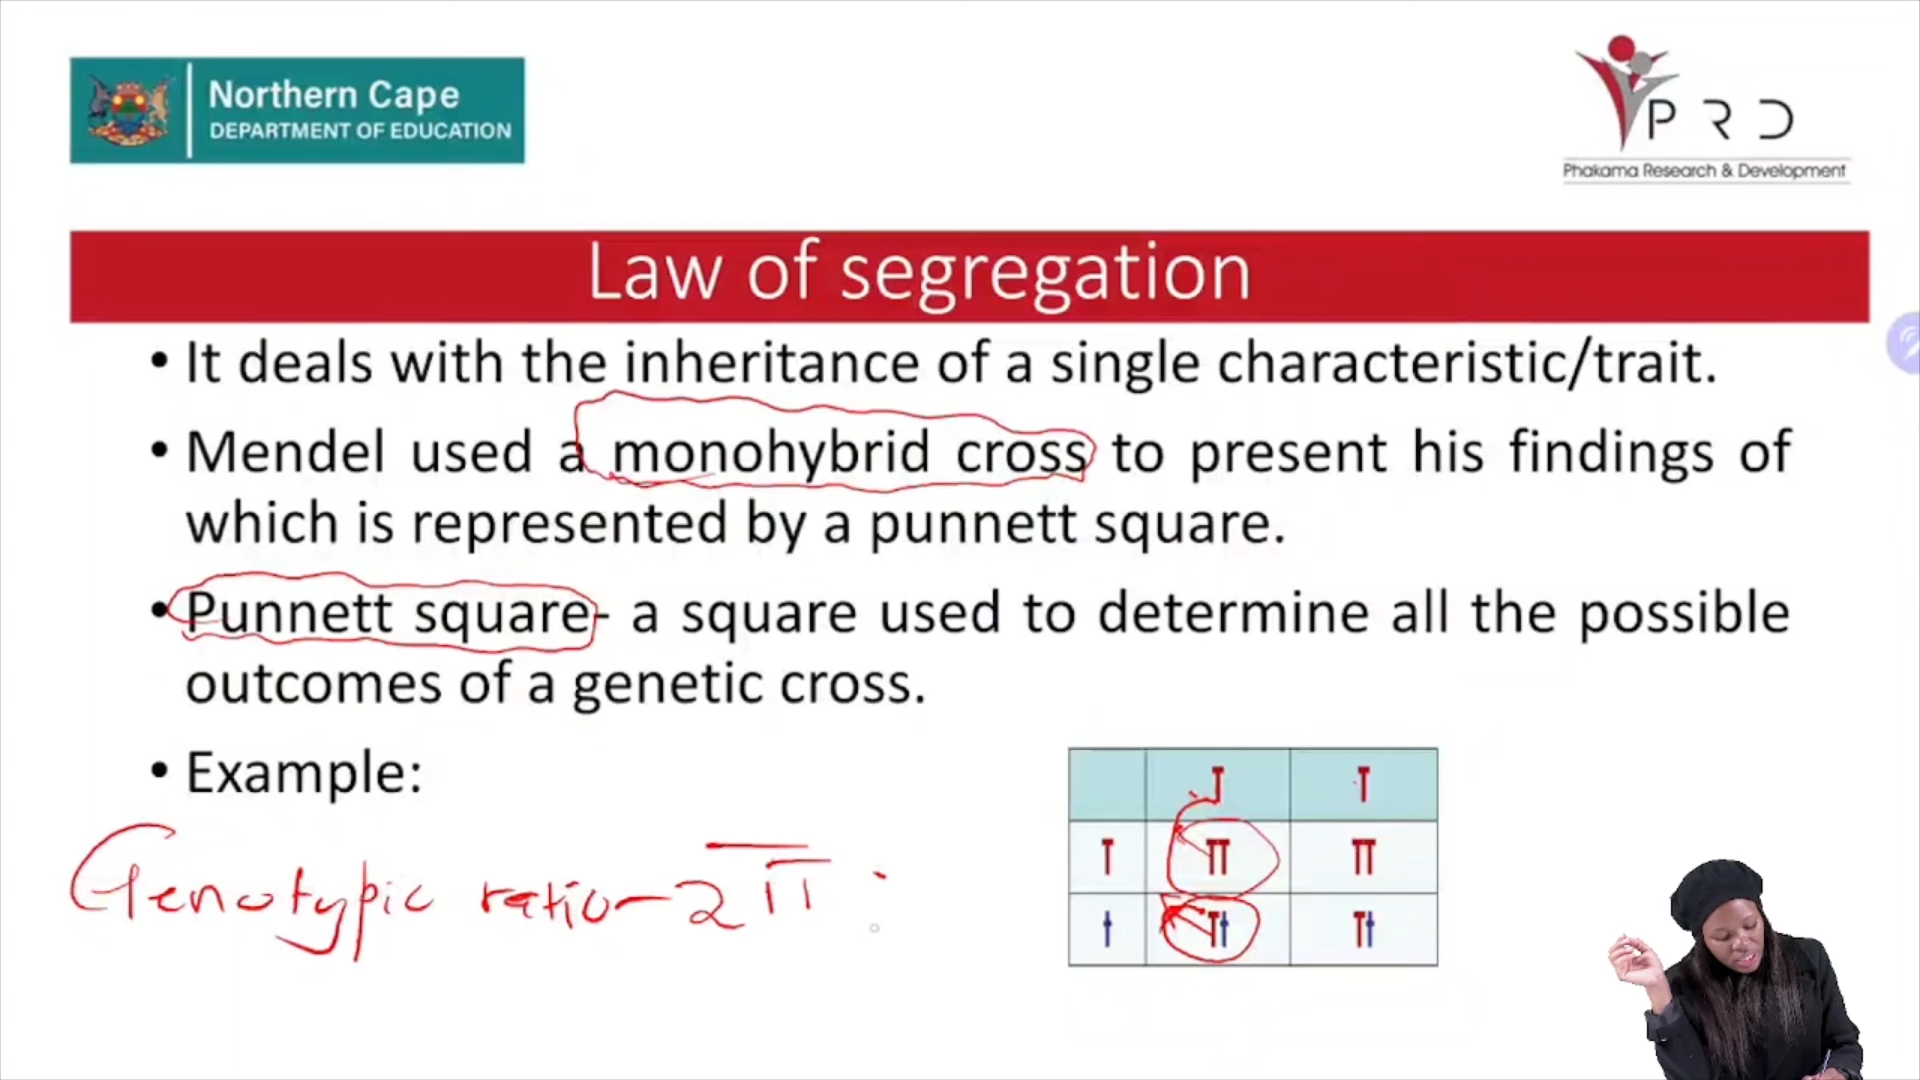 Northern Cape
DEPARTMENT OF EDUCATION
P R D
Phakama Research & Development
Law of segregation
• It deals with the inheritance of a single characteristic/trait.
• Mendel used a monohybrid cross to present his findings of
which is represented by a punnett square.
• Punnett square- a square used to determine all the possible
outcomes of a genetic cross.
• Example:
T T
T TT TT
t Tt Tt
Genotypic ratio - 2 TT :